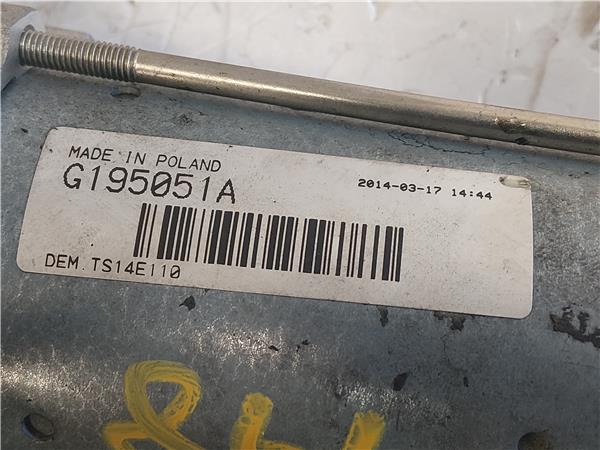 MADE IN POLAND
G195051A
2014-03-17 14:44
DEM. TS14E110